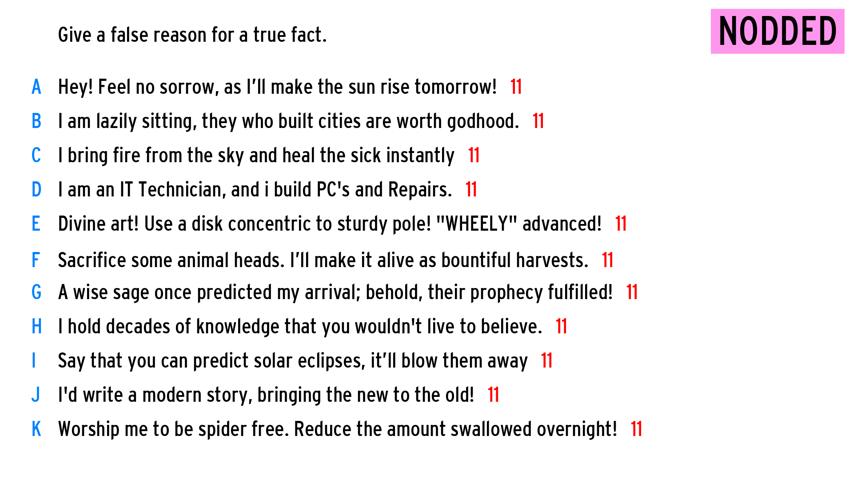 NODDED
Give a false reason for a true fact.
A Hey! Feel no sorrow, as I'll make the sun rise tomorrow! 11
B I am lazily sitting, they who built cities are worth godhood. 11
C I bring fire from the sky and heal the sick instantly 11
D I am an IT Technician, and i build PC's and Repairs. 11
E Divine art! Use a disk concentric to sturdy pole! "WHEELY" advanced! 11
F Sacrifice some animal heads. I'll make it alive as bountiful harvests. 11
G A wise sage once predicted my arrival; behold, their prophecy fulfilled! 11
H I hold decades of knowledge that you wouldn't live to believe. 11
I Say that you can predict solar eclipses, it'll blow them away 11
J I'd write a modern story, bringing the new to the old! 11
K Worship me to be spider free. Reduce the amount swallowed overnight! 11